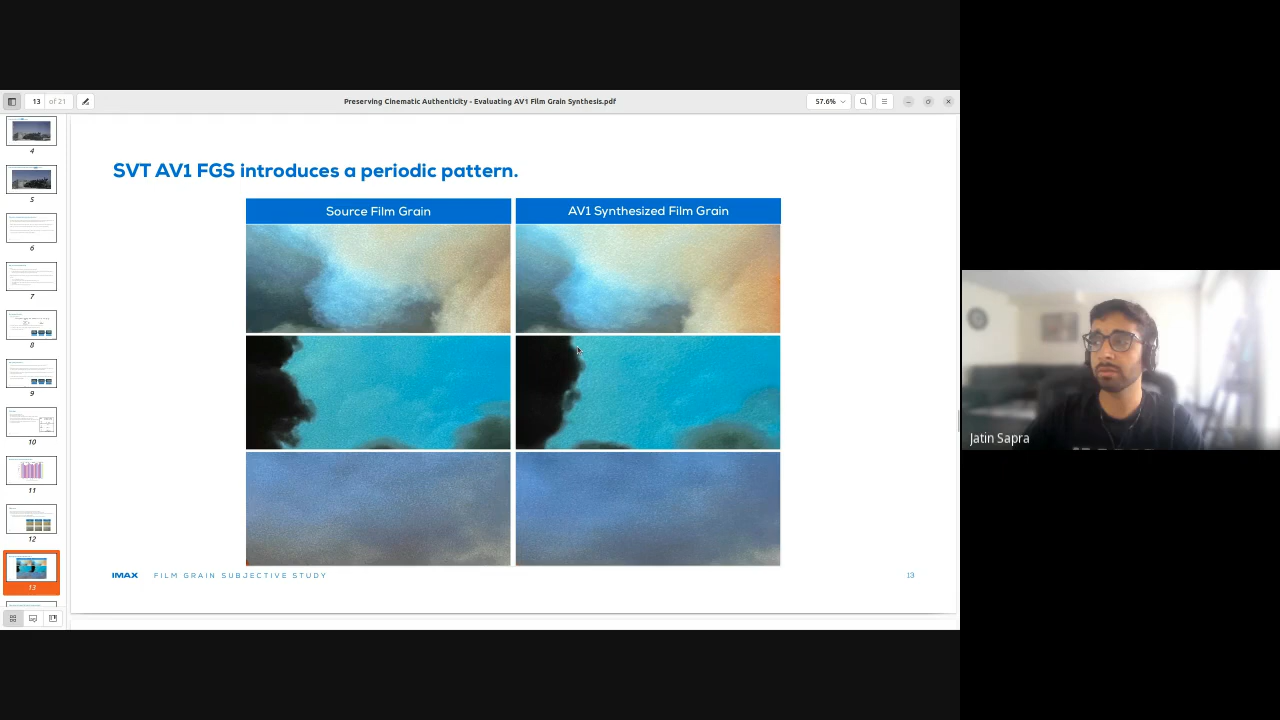 13 of 21
Preserving Cinematic Authenticity - Evaluating AV1 Film Grain Synthesis.pdf
57.6%
4
5
6
7
8
9
10
11
12
13
SVT AV1 FGS introduces a periodic pattern.
Source Film Grain
AV1 Synthesized Film Grain
IMAX FILM GRAIN SUBJECTIVE STUDY
13
Jatin Sapra